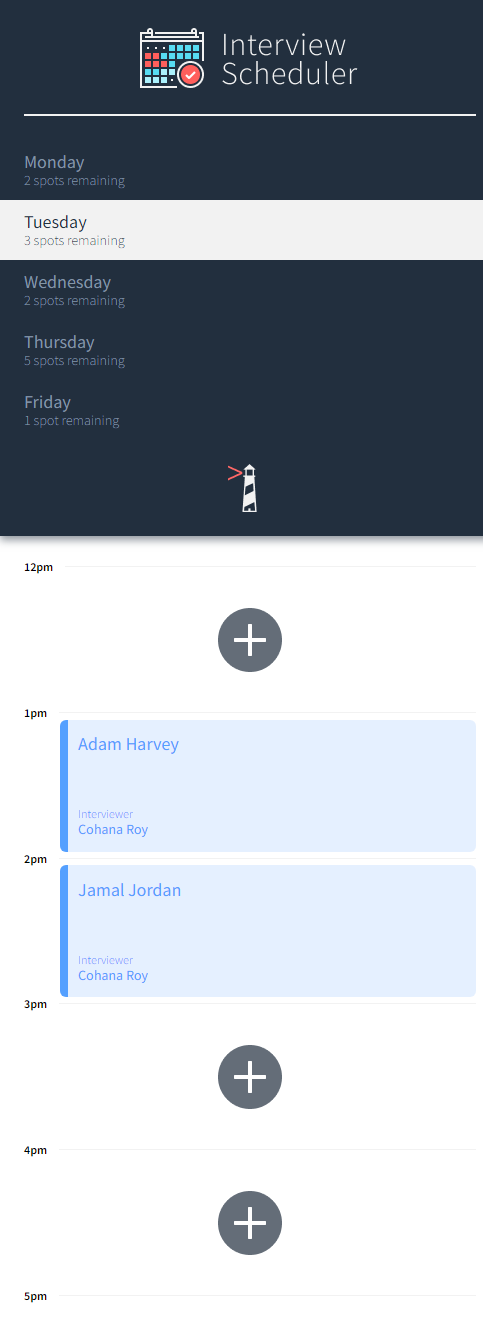 Interview
Scheduler
Monday
2 spots remaining
Tuesday
3 spots remaining
Wednesday
2 spots remaining
Thursday
5 spots remaining
Friday
1 spot remaining
12pm
1pm
Adam Harvey
Interviewer
Cohana Roy
2pm
Jamal Jordan
Interviewer
Cohana Roy
3pm
4pm
5pm